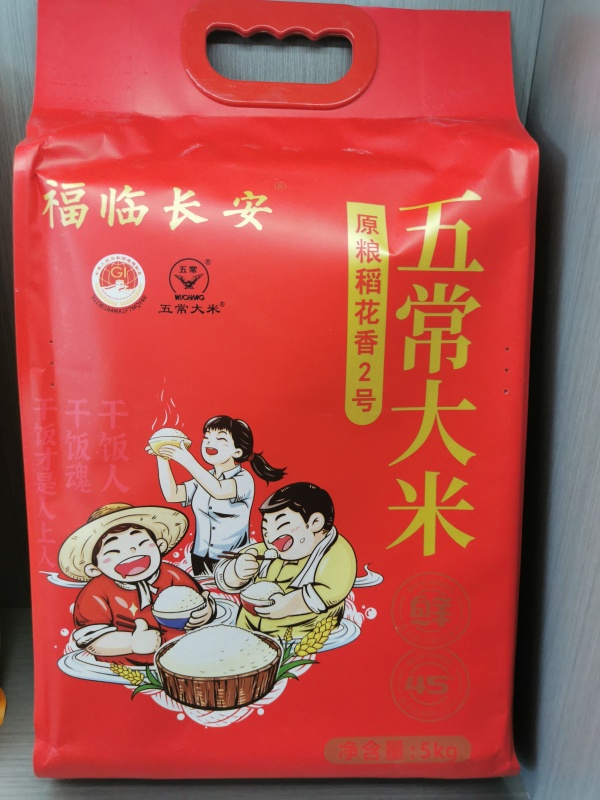 福临长安
五常大米
原粮稻花香2号
GI
五常
WUCHANG
五常大米
干饭人
干饭魂
干饭才是人上人
鲜
45
净含量:5kg